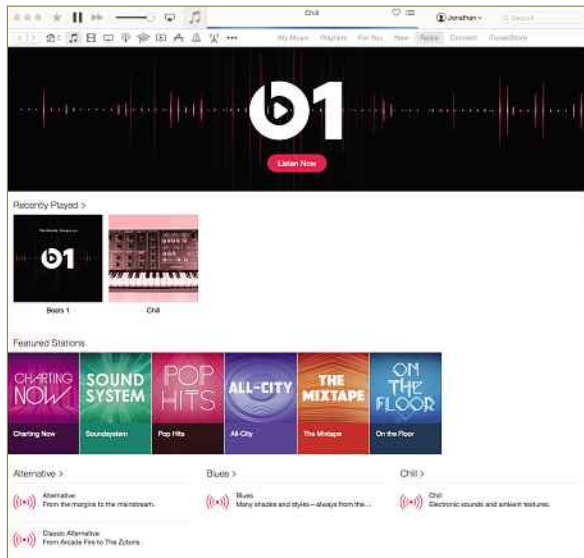 Chill
Jonathan
Search
My Music Playlists For You New Radio Connect iTunes Store
1
Listen Now
Recently Played >
1
Beats 1
Chill
Featured Stations
CHARTING NOW
SOUND SYSTEM
POP HITS
ALL-CITY
THE MIXTAPE
ON THE FLOOR
Charting Now
Soundsystem
Pop Hits
All-City
The Mixtape
On the Floor
Alternative >
Blues >
Chill >
Alternative
From the margins to the mainstream.
Blues
Many shades and styles—always from the...
Chill
Electronic sounds and ambient textures.
Classic Alternative
From Arcade Fire to The Zutons.